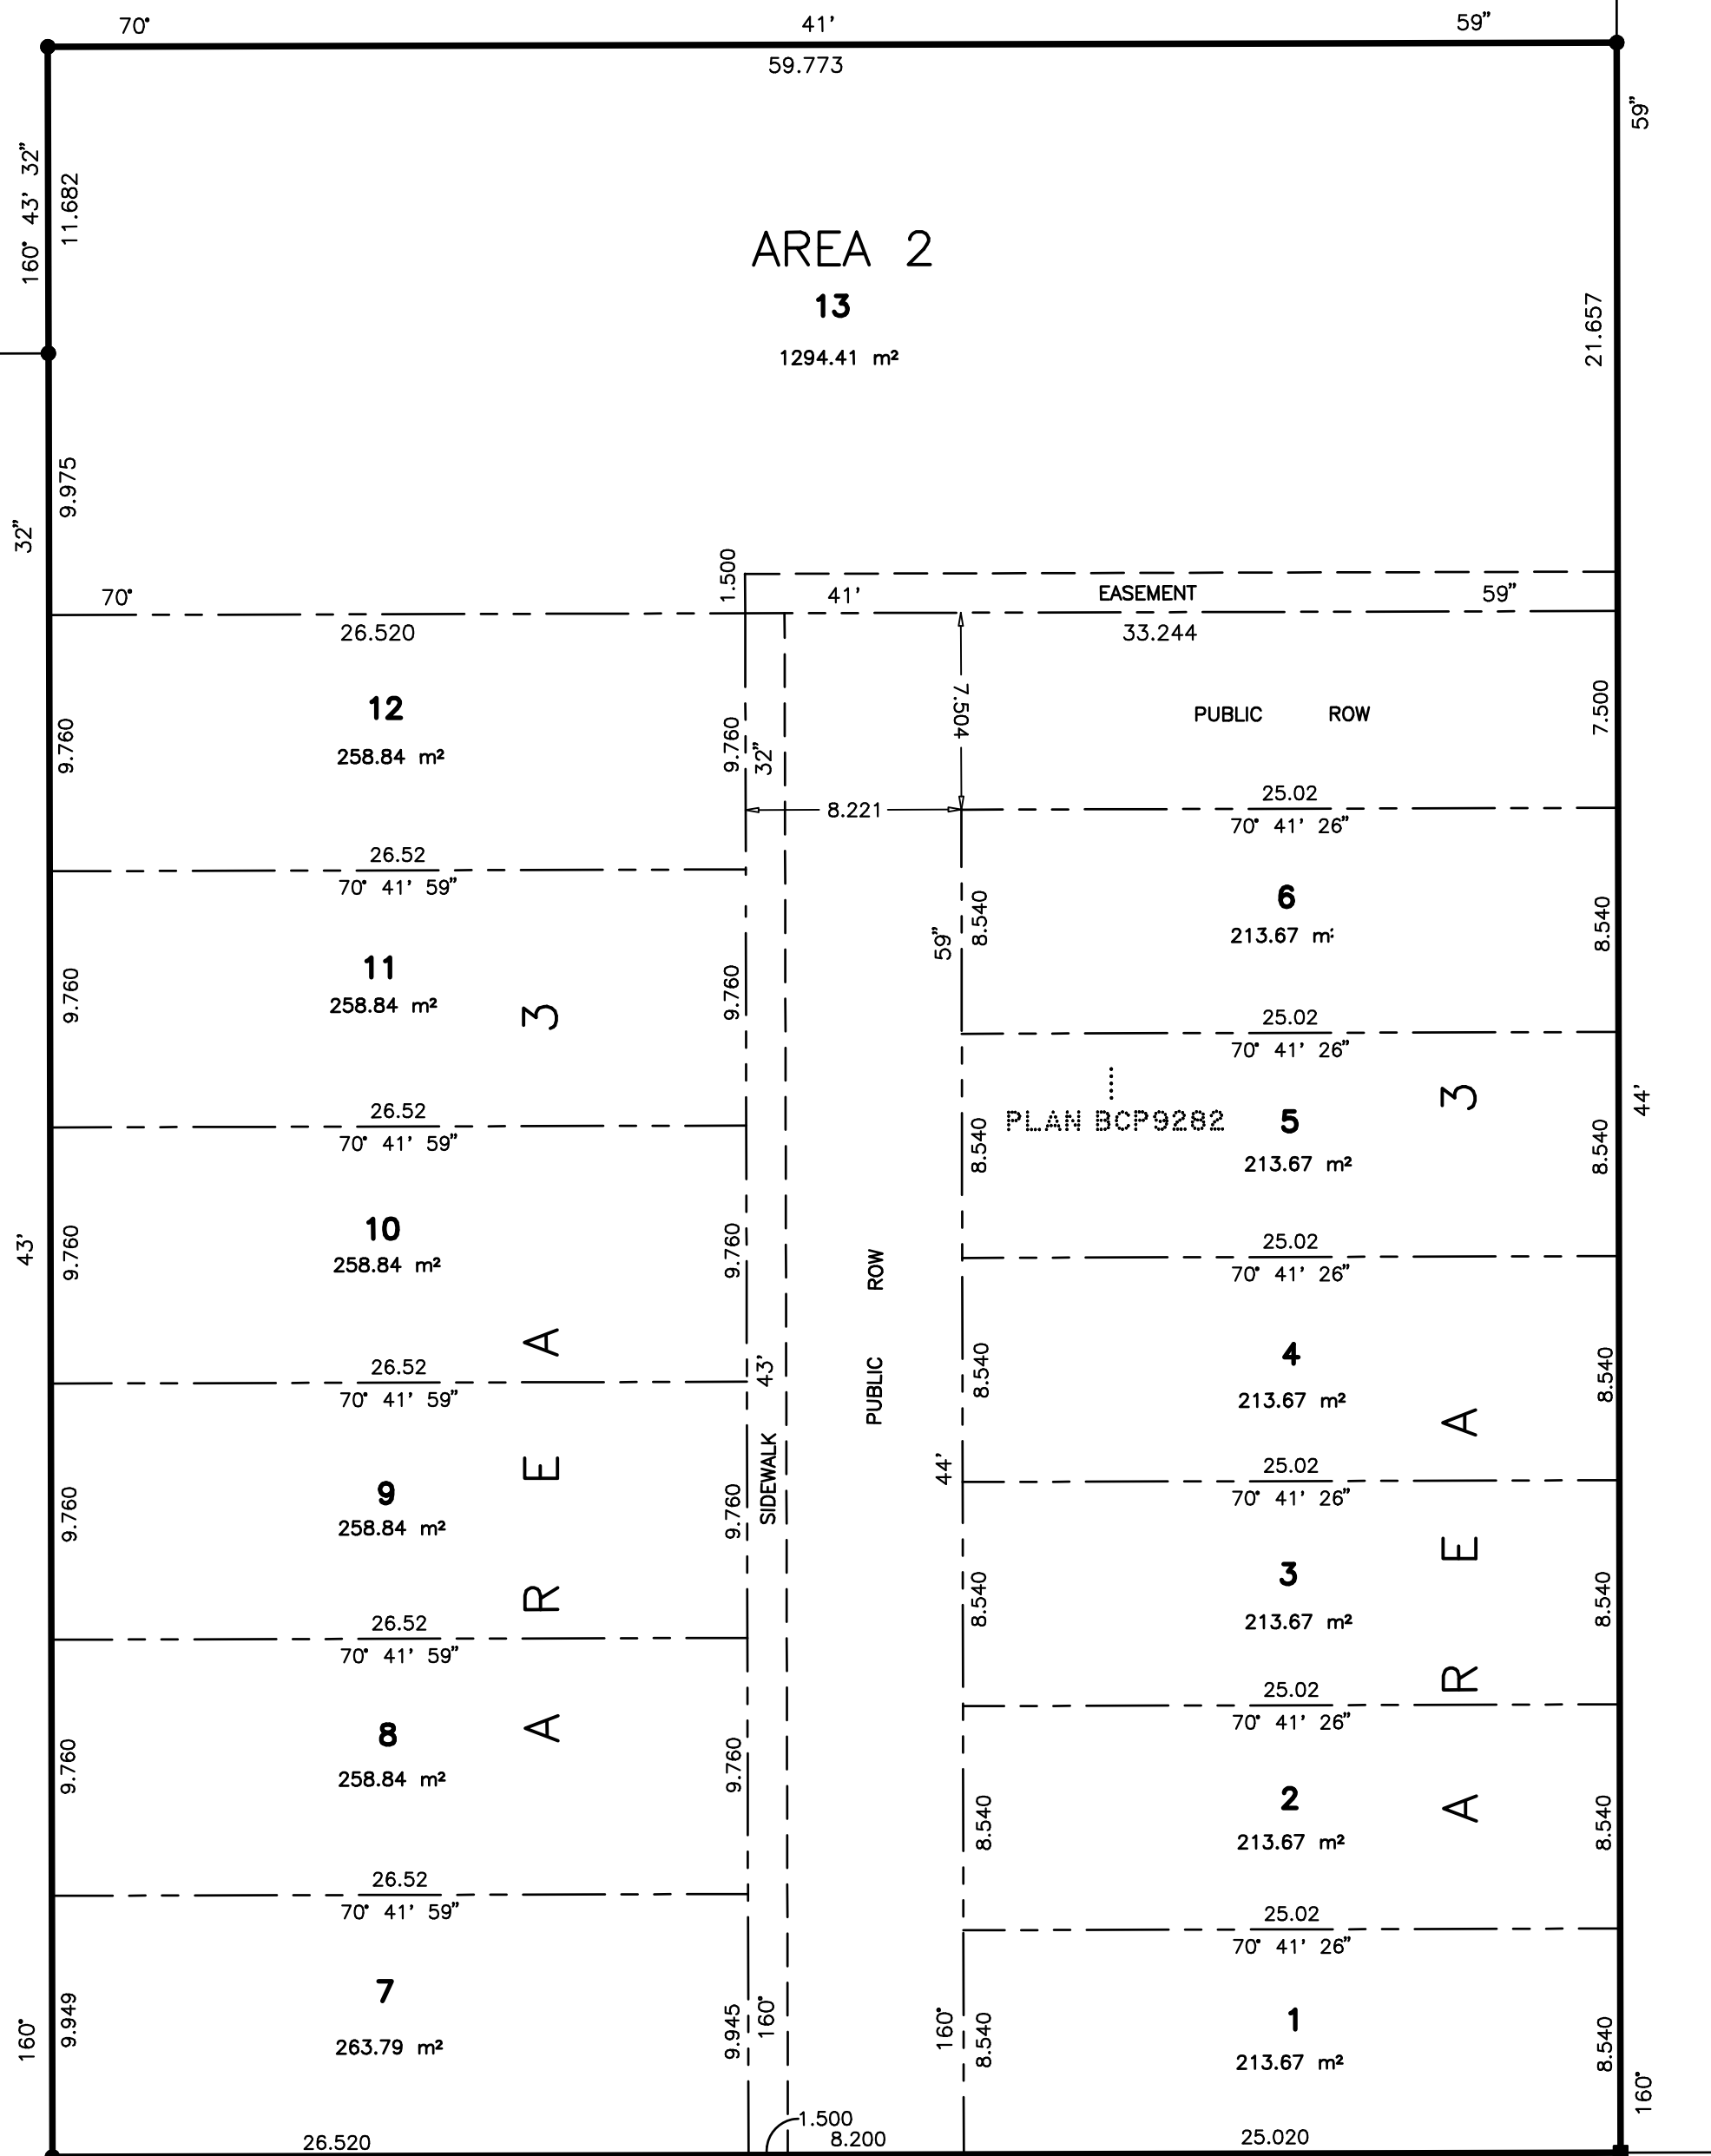 70° 41' 59"
59.773
160° 43' 32"
11.682
59"
AREA 2
13
1294.41 m²
21.657
9.975
32"
1.500
70° 41' 59"
EASEMENT
26.520
33.244
12
258.84 m²
9.760
9.760
32"
7.504
PUBLIC ROW
7.500
8.221
25.02
70° 41' 26"
26.52
70° 41' 59"
6
213.67 m²
8.540
8.540
59"
11
258.84 m²
9.760
9.760
25.02
70° 41' 26"
AREA 3
PLAN BCP9282
5
213.67 m²
8.540
8.540
44'
26.52
70° 41' 59"
10
258.84 m²
9.760
9.760
43'
25.02
70° 41' 26"
PUBLIC ROW
4
213.67 m²
8.540
8.540
26.52
70° 41' 59"
43'
SIDEWALK
44'
25.02
70° 41' 26"
9
258.84 m²
9.760
9.760
3
213.67 m²
8.540
8.540
AREA 3
26.52
70° 41' 59"
25.02
70° 41' 26"
8
258.84 m²
9.760
9.760
2
213.67 m²
8.540
8.540
26.52
70° 41' 59"
25.02
70° 41' 26"
7
263.79 m²
9.949
9.945
160°
160°
160°
1
213.67 m²
8.540
8.540
160°
1.500
26.520
8.200
25.020